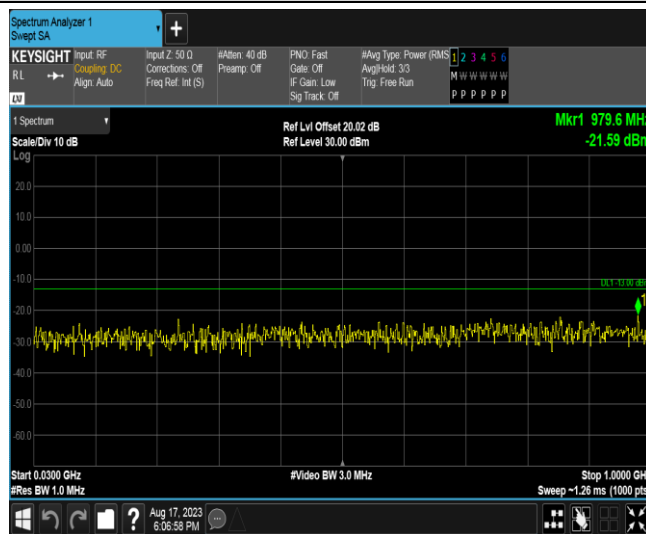 Spectrum Analyzer 1
Swept SA
+
KEYSIGHT
RL
LXI
Input: RF
Coupling: DC
Align: Auto
Input Z: 50 Ω
Corrections: Off
Freq Ref: Int (S)
#Atten: 40 dB
Preamp: Off
PNO: Fast
Gate: Off
IF Gain: Low
Sig Track: Off
#Avg Type: Power (RMS
Avg|Hold: 3/3
Trig: Free Run
1 2 3 4 5 6
M W W W W W
P P P P P P
1 Spectrum
Scale/Div 10 dB
Log
Ref Lvl Offset 20.02 dB
Ref Level 30.00 dBm
Mkr1 979.6 MHz
-21.59 dBm
20.0
10.0
0.00
-10.0
DL1 -13.00 dBm
1
-20.0
-30.0
-40.0
-50.0
-60.0
Start 0.0300 GHz
#Res BW 1.0 MHz
#Video BW 3.0 MHz
Stop 1.0000 GH
Sweep ~1.26 ms (1000 pts
?
Aug 17, 2023
6:06:58 PM